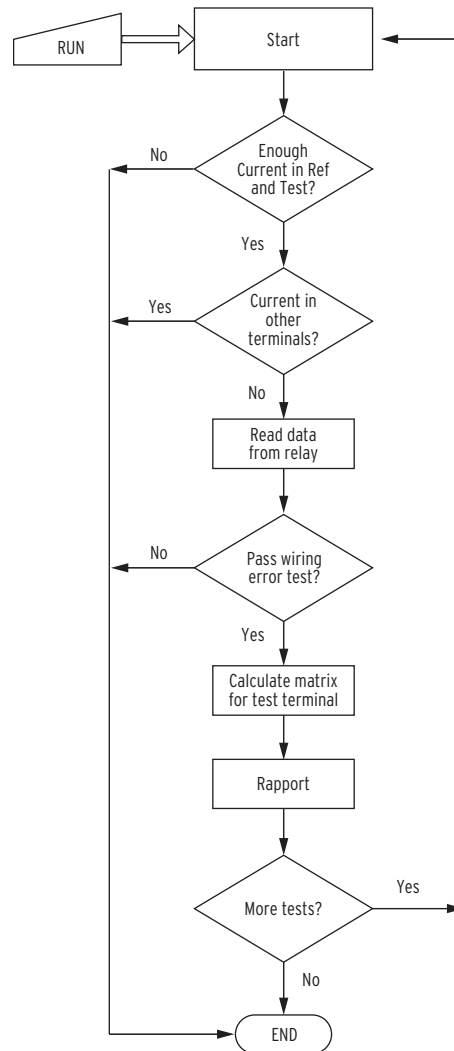 RUN
Start
Enough
Current in Ref
and Test?
No
Yes
Current in
other
terminals?
Yes
No
Read data
from relay
Pass wiring
error test?
No
Yes
Calculate matrix
for test terminal
Rapport
More tests?
Yes
No
END